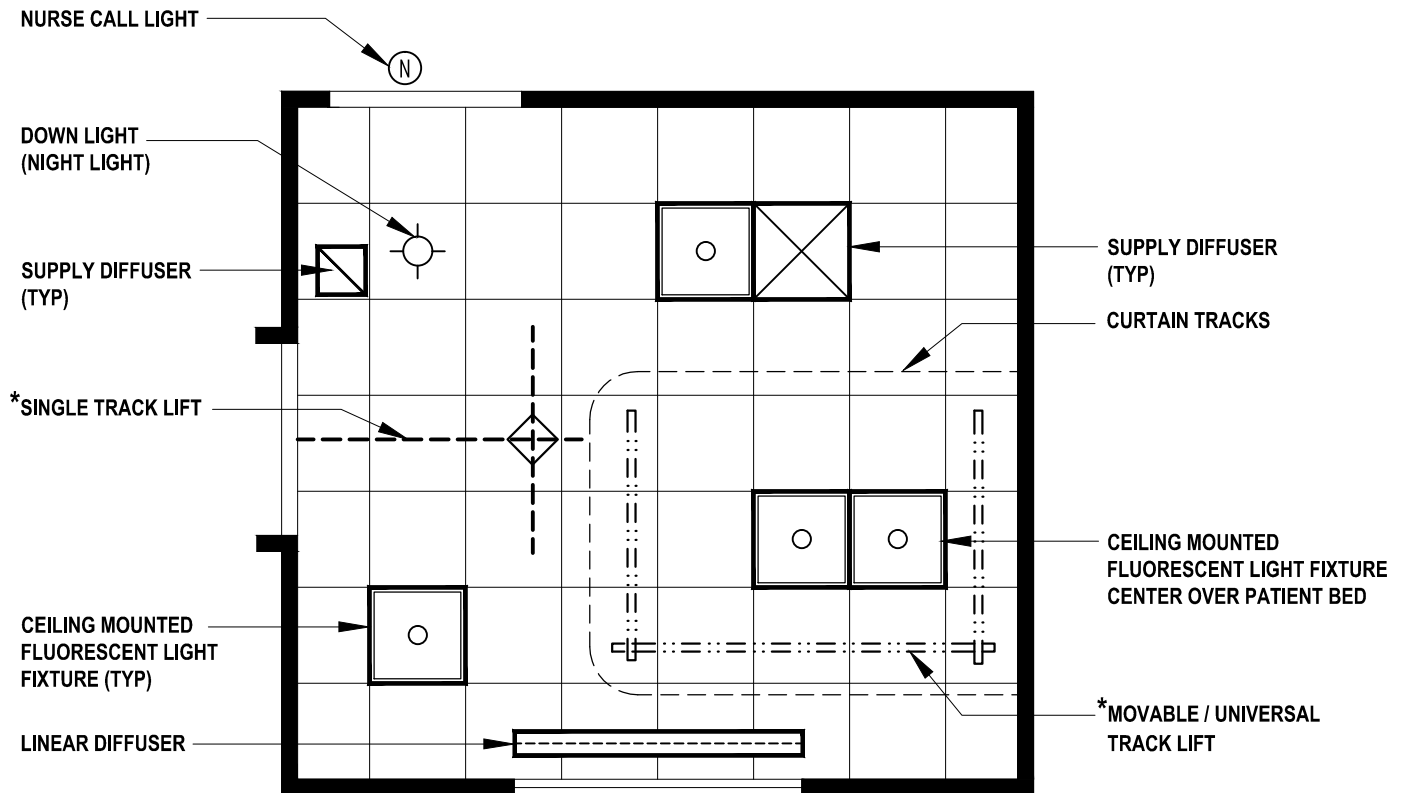 NURSE CALL LIGHT
N
DOWN LIGHT
(NIGHT LIGHT)
SUPPLY DIFFUSER
(TYP)
*SINGLE TRACK LIFT
CEILING MOUNTED
FLUORESCENT LIGHT
FIXTURE (TYP)
LINEAR DIFFUSER
SUPPLY DIFFUSER
(TYP)
CURTAIN TRACKS
CEILING MOUNTED
FLUORESCENT LIGHT FIXTURE
CENTER OVER PATIENT BED
*MOVABLE / UNIVERSAL
TRACK LIFT